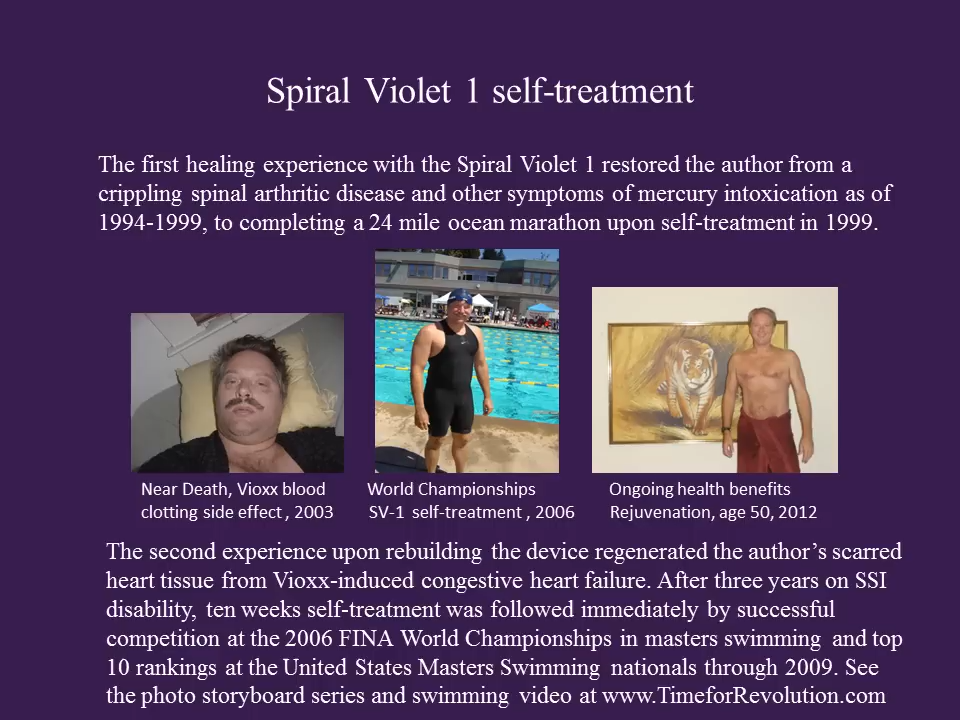 Spiral Violet 1 self-treatment
The first healing experience with the Spiral Violet 1 restored the author from a
crippling spinal arthritic disease and other symptoms of mercury intoxication as of
1994-1999, to completing a 24 mile ocean marathon upon self-treatment in 1999.
Near Death, Vioxx blood
clotting side effect , 2003
World Championships
SV-1 self-treatment , 2006
Ongoing health benefits
Rejuvenation, age 50, 2012
The second experience upon rebuilding the device regenerated the author’s scarred
heart tissue from Vioxx-induced congestive heart failure. After three years on SSI
disability, ten weeks self-treatment was followed immediately by successful
competition at the 2006 FINA World Championships in masters swimming and top
10 rankings at the United States Masters Swimming nationals through 2009. See
the photo storyboard series and swimming video at www.TimeforRevolution.com